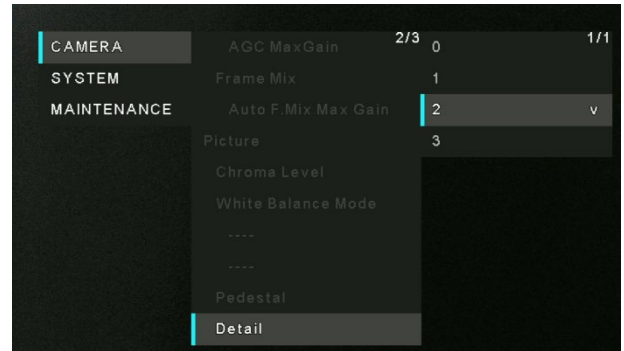 CAMERA
SYSTEM
MAINTENANCE
2/3
AGC MaxGain
Frame Mix
Auto F.Mix Max Gain
Picture
Chroma Level
White Balance Mode
----
----
Pedestal
Detail
1/1
0
1
2 v
3